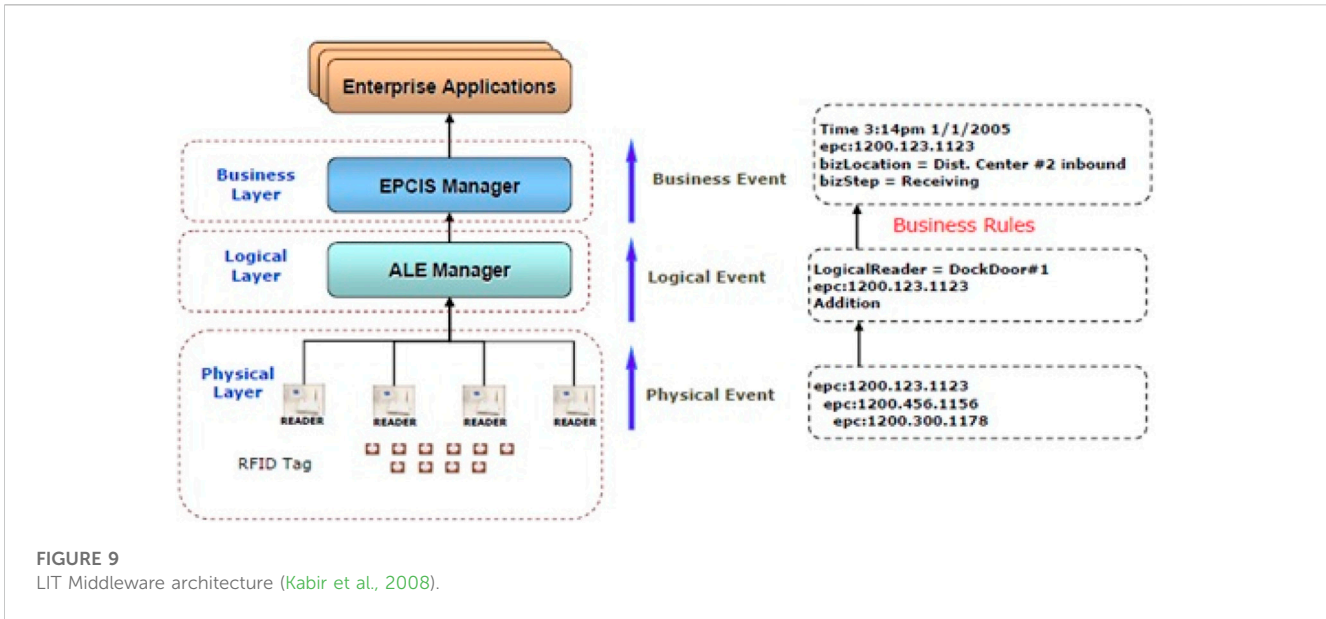 Enterprise Applications
Business
Layer
EPCIS Manager
Logical
Layer
ALE Manager
Physical
Layer
READER
READER
READER
READER
RFID Tag
Business Event
Logical Event
Physical Event
Time 3:14pm 1/1/2005
epc:1200.123.1123
bizLocation = Dist. Center #2 inbound
bizStep = Receiving
Business Rules
LogicalReader = DockDoor#1
epc:1200.123.1123
Addition
epc:1200.123.1123
epc:1200.456.1156
epc:1200.300.1178
FIGURE 9
LIT Middleware architecture (Kabir et al., 2008).